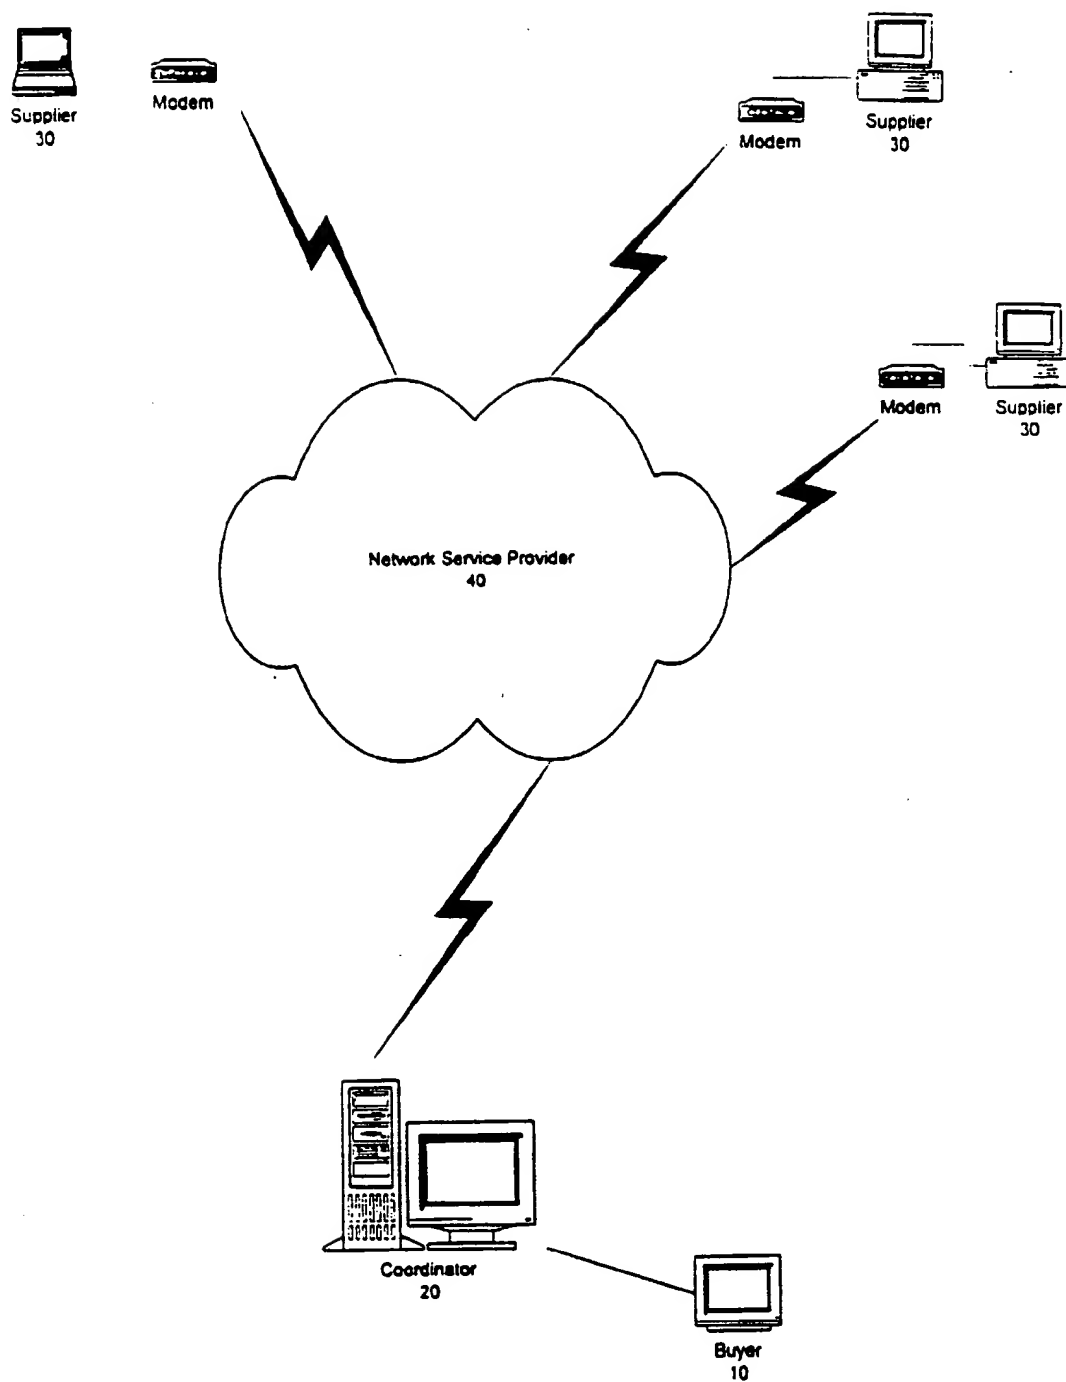 Supplier
30
Modem
Modem
Supplier
30
Modem
Supplier
30
Network Service Provider
40
Coordinator
20
Buyer
10